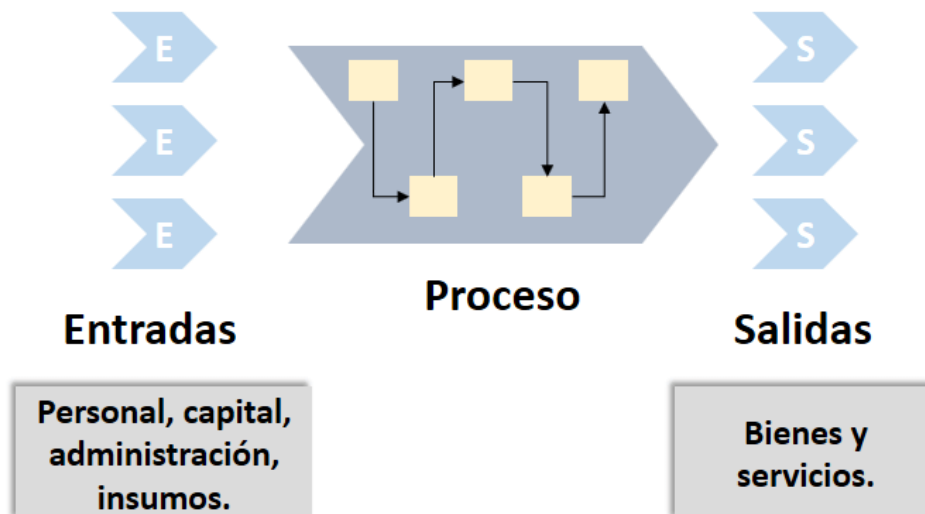 E
E
E
Entradas
Personal, capital,
administración,
insumos.
Proceso
S
S
S
Salidas
Bienes y
servicios.